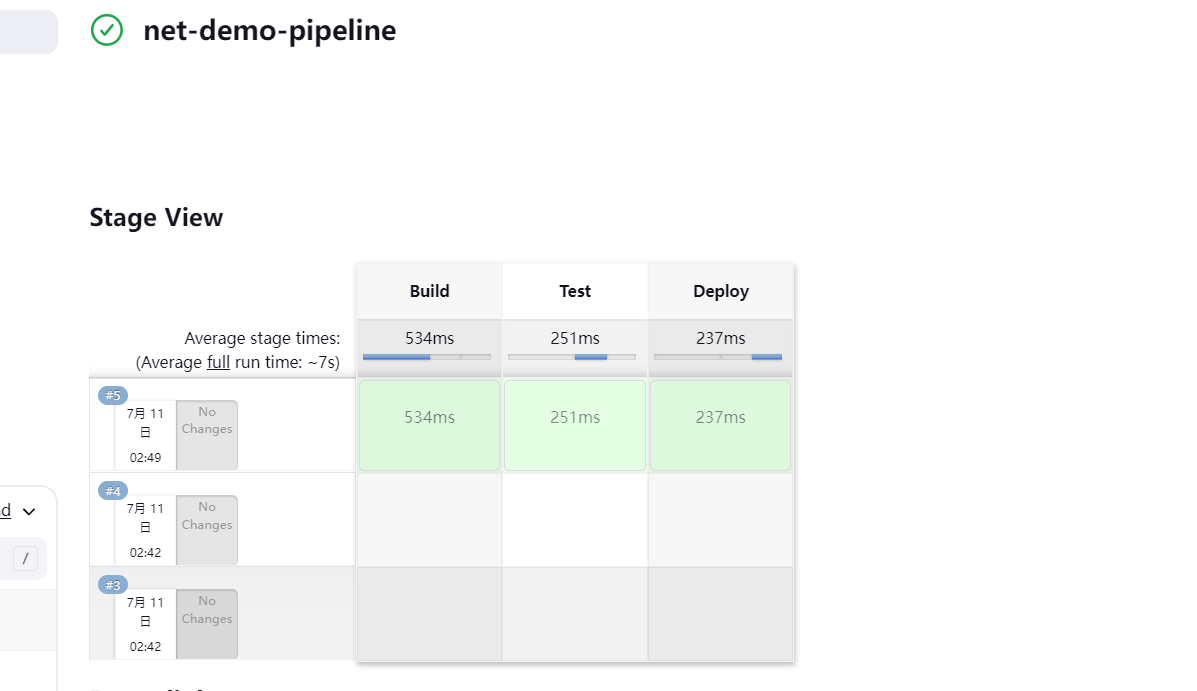 net-demo-pipeline
Stage View
Build Test Deploy
Average stage times:
(Average full run time: ~7s)
534ms 251ms 237ms
#5
7月 11
日
02:49
No
Changes
534ms 251ms 237ms
#4
7月 11
日
02:42
No
Changes
#3
7月 11
日
02:42
No
Changes
/